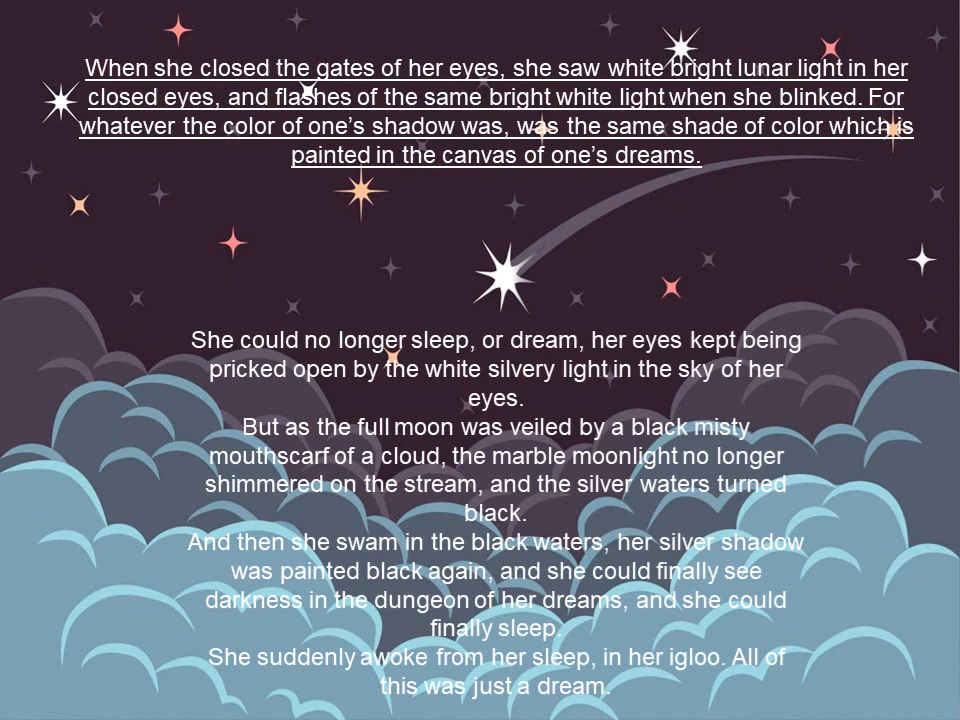 When she closed the gates of her eyes, she saw white bright lunar light in her
closed eyes, and flashes of the same bright white light when she blinked. For
whatever the color of one’s shadow was, was the same shade of color which is
painted in the canvas of one’s dreams.
She could no longer sleep, or dream, her eyes kept being
pricked open by the white silvery light in the sky of her
eyes.
But as the full moon was veiled by a black misty
mouthscarf of a cloud, the marble moonlight no longer
shimmered on the stream, and the silver waters turned
black.
And then she swam in the black waters, her silver shadow
was painted black again, and she could finally see
darkness in the dungeon of her dreams, and she could
finally sleep.
She suddenly awoke from her sleep, in her igloo. All of
this was just a dream.